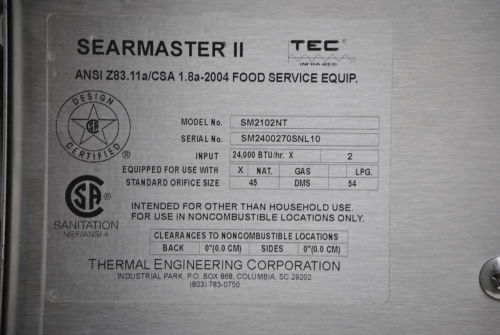 SEARMASTER II
TEC
INFRA-RED
ANSI Z83.11a/CSA 1.8a-2004 FOOD SERVICE EQUIP.
DESIGN
CERTIFIED
MODEL No. SM2102NT
SERIAL No. SM2400270SNL10
INPUT 24,000 BTU/hr. X 2
EQUIPPED FOR USE WITH X NAT. GAS LPG.
STANDARD ORIFICE SIZE 45 DMS 54
SANITATION
NSF/ANSI 4
INTENDED FOR OTHER THAN HOUSEHOLD USE.
FOR USE IN NONCOMBUSTIBLE LOCATIONS ONLY.
CLEARANCES TO NONCOMBUSTIBLE LOCATIONS
BACK 0"(0.0 CM) SIDES 0"(0.0 CM)
THERMAL ENGINEERING CORPORATION
INDUSTRIAL PARK, P.O. BOX 868, COLUMBIA, SC 29202
(803) 783-0750